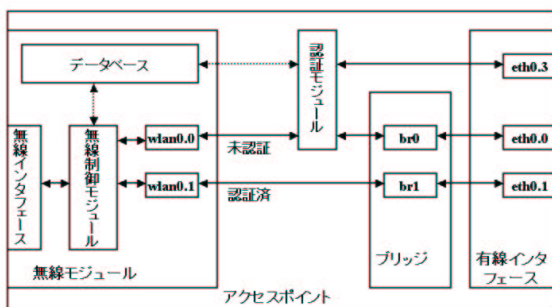 データベース
認証モジュール
eth0.3
無線インタフェース
無線制御モジュール
wlan0.0
未認証
br0
eth0.0
wlan0.1
認証済
br1
eth0.1
無線モジュール
ブリッジ
有線インタ
フェース
アクセスポイント